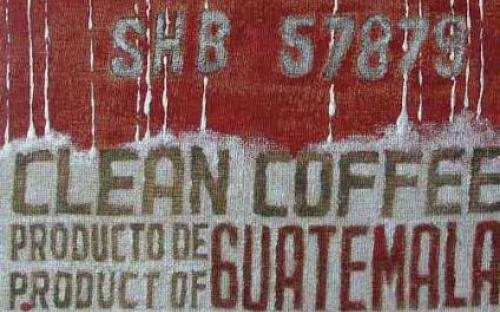 SHB 57879
CLEAN COFFEE
PRODUCTO DE
PRODUCT OF GUATEMALA